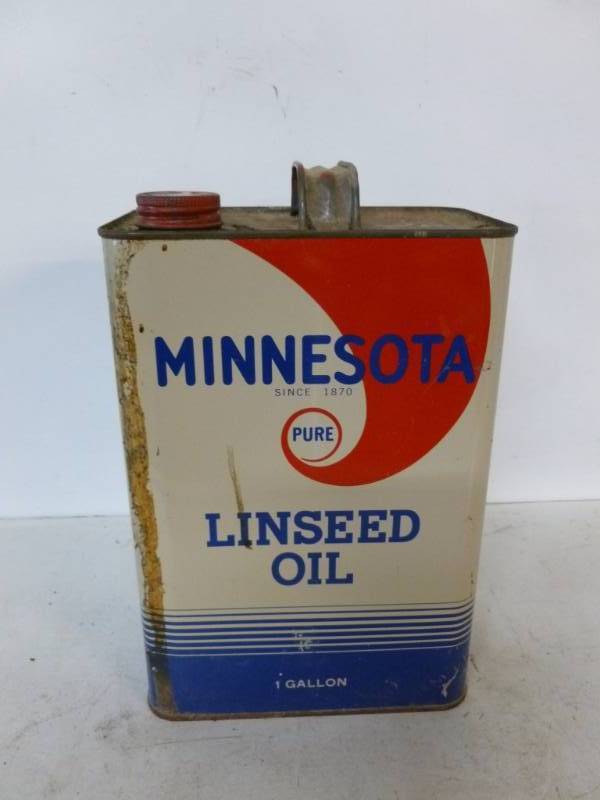 MINNESOTA
SINCE 1870
PURE
LINSEED
OIL
1 GALLON